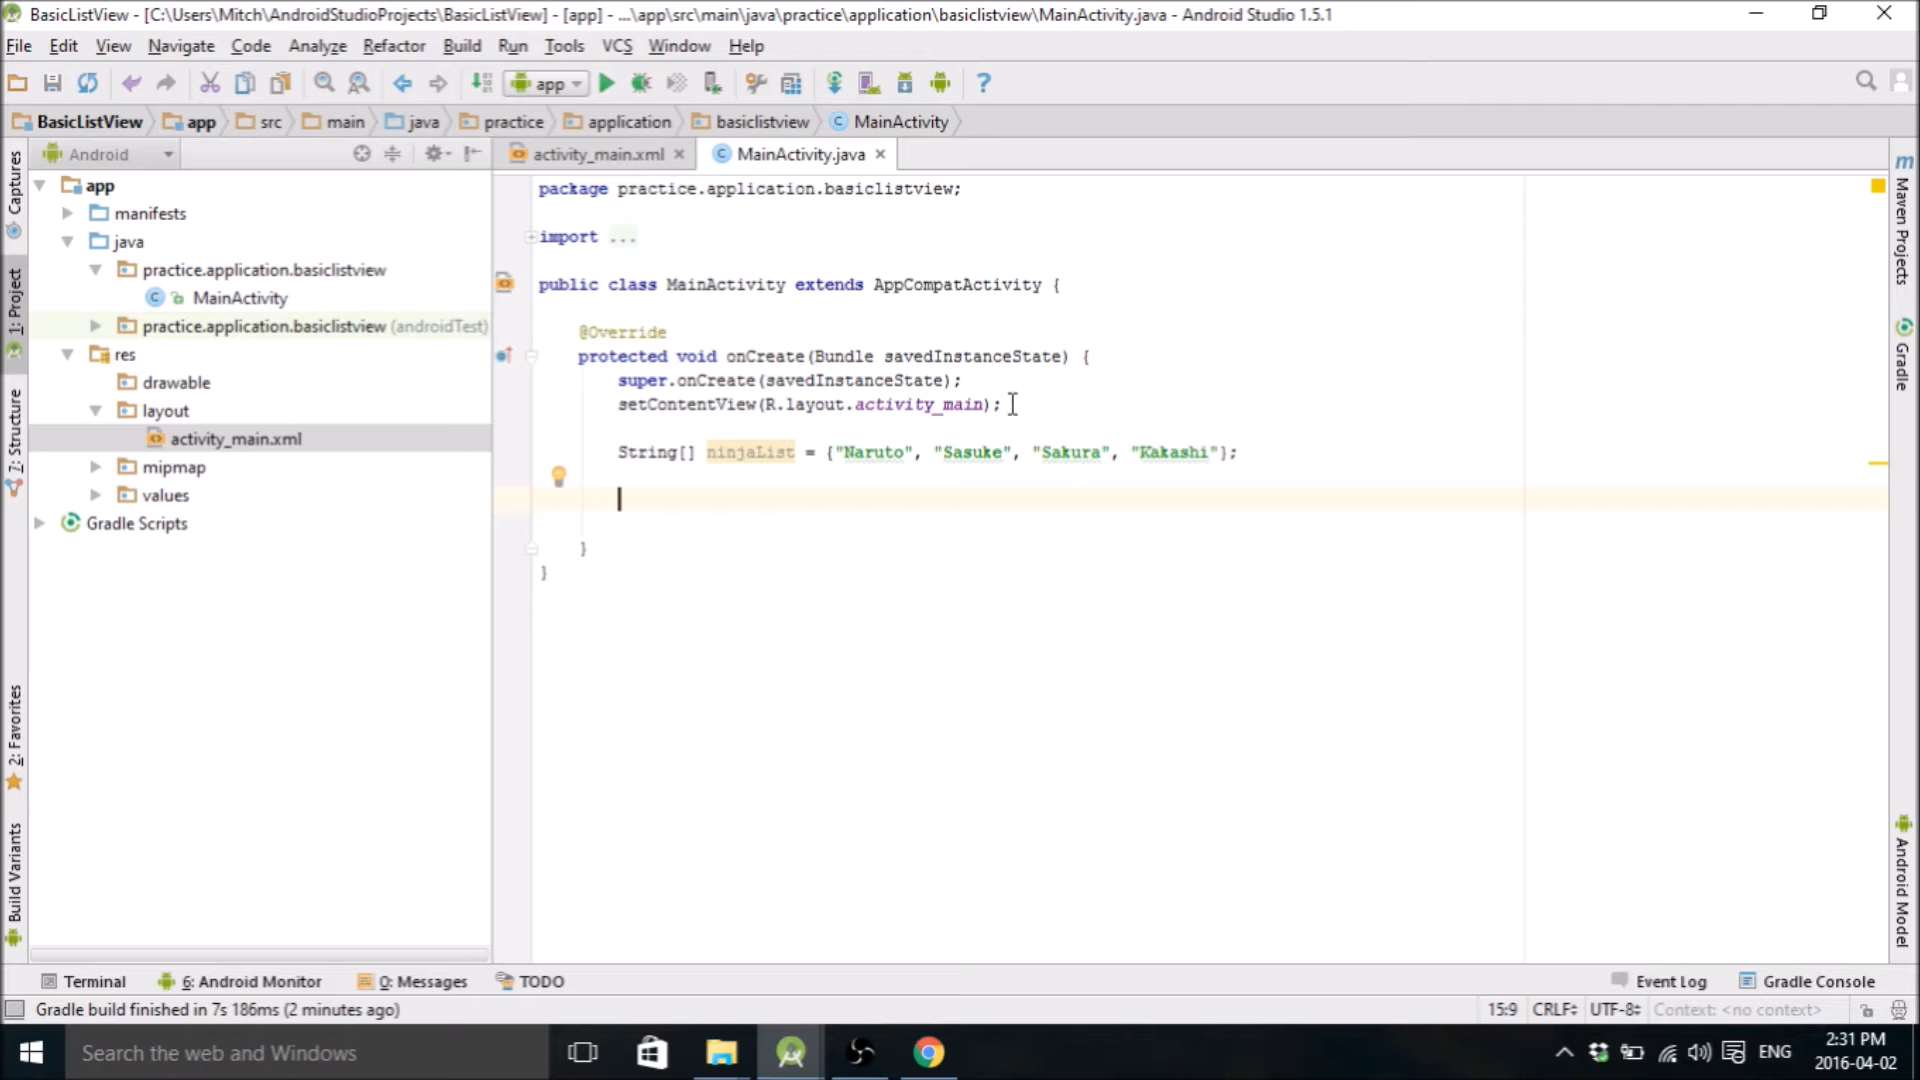 BasicListView - [C:\Users\Mitch\AndroidStudioProjects\BasicListView] - [app] - ...\app\src\main\java\practice\application\basiclistview\MainActivity.java - Android Studio 1.5.1
File Edit View Navigate Code Analyze Refactor Build Run Tools VCS Window Help
app
?
BasicListView app src main java practice application basiclistview C MainActivity
Android
activity_main.xml
C MainActivity.java
Captures
1: Project
7: Structure
2: Favorites
Build Variants
app
manifests
java
practice.application.basiclistview
C MainActivity
practice.application.basiclistview (androidTest)
res
drawable
layout
activity_main.xml
mipmap
values
Gradle Scripts
package practice.application.basiclistview;
import ...
public class MainActivity extends AppCompatActivity {
@Override
protected void onCreate(Bundle savedInstanceState) {
super.onCreate(savedInstanceState);
setContentView(R.layout.activity_main);
String[] ninjaList = {"Naruto", "Sasuke", "Sakura", "Kakashi"};
}
}
m Maven Projects
Gradle
Android Model
Terminal 6: Android Monitor 0: Messages TODO Event Log Gradle Console
Gradle build finished in 7s 186ms (2 minutes ago) 15:9 CRLF UTF-8 Context: <no context>
Search the web and Windows
ENG
2:31 PM
2016-04-02